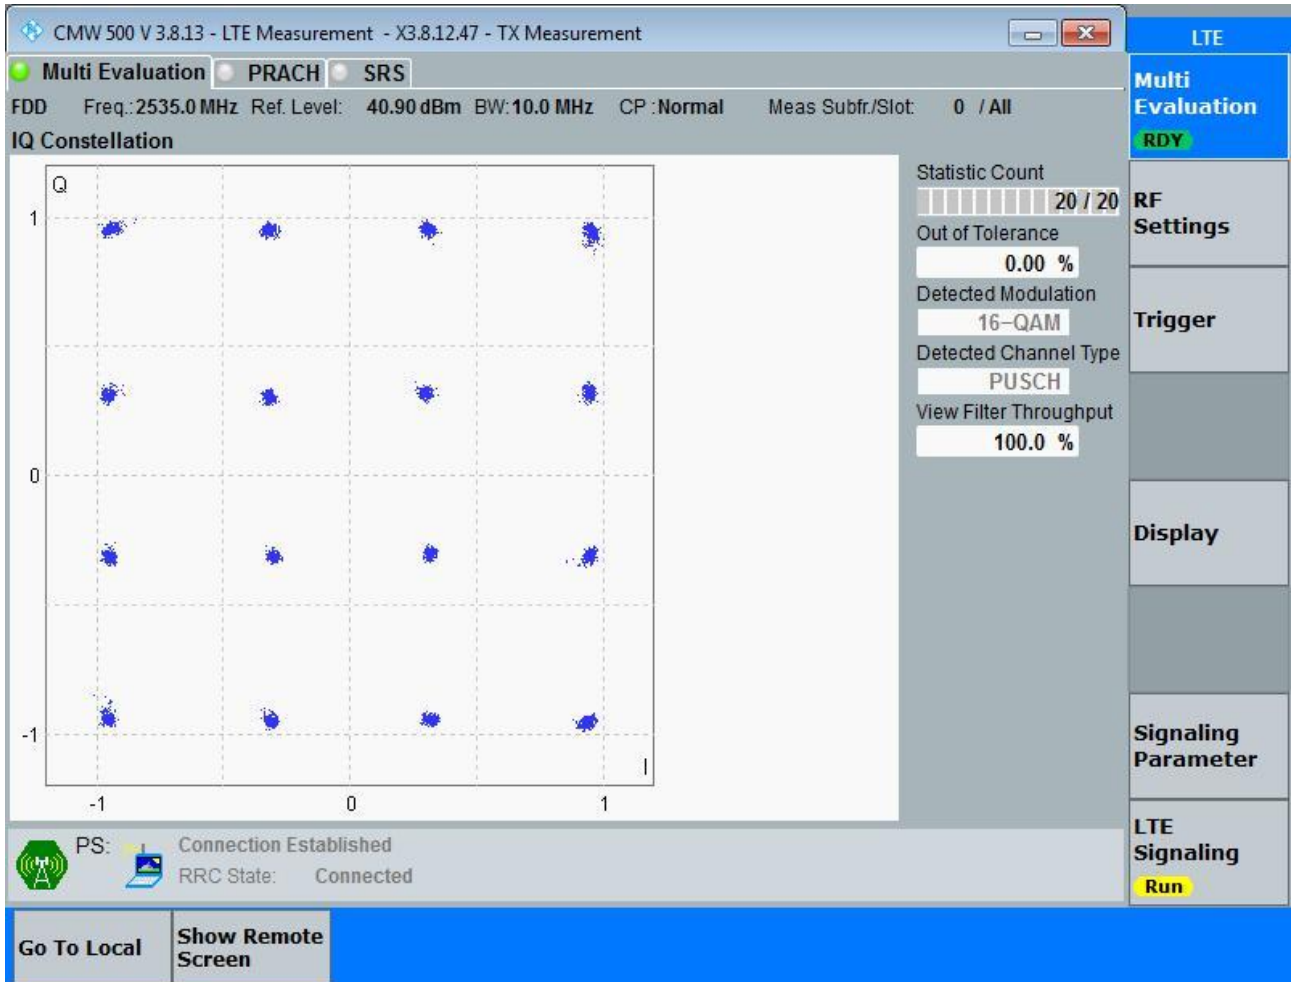 CMW 500 V 3.8.13 - LTE Measurement - X3.8.12.47 - TX Measurement
LTE
Multi Evaluation PRACH SRS
FDD Freq.: 2535.0 MHz Ref. Level: 40.90 dBm BW: 10.0 MHz CP : Normal Meas Subfr./Slot: 0 / All
IQ Constellation
Q
1
0
-1
I
-1 0 1
Statistic Count
20 / 20
Out of Tolerance
0.00 %
Detected Modulation
16-QAM
Detected Channel Type
PUSCH
View Filter Throughput
100.0 %
Multi
Evaluation
RDY
RF
Settings
Trigger
Display
Signaling
Parameter
LTE
Signaling
Run
PS: Connection Established
RRC State: Connected
Go To Local
Show Remote
Screen